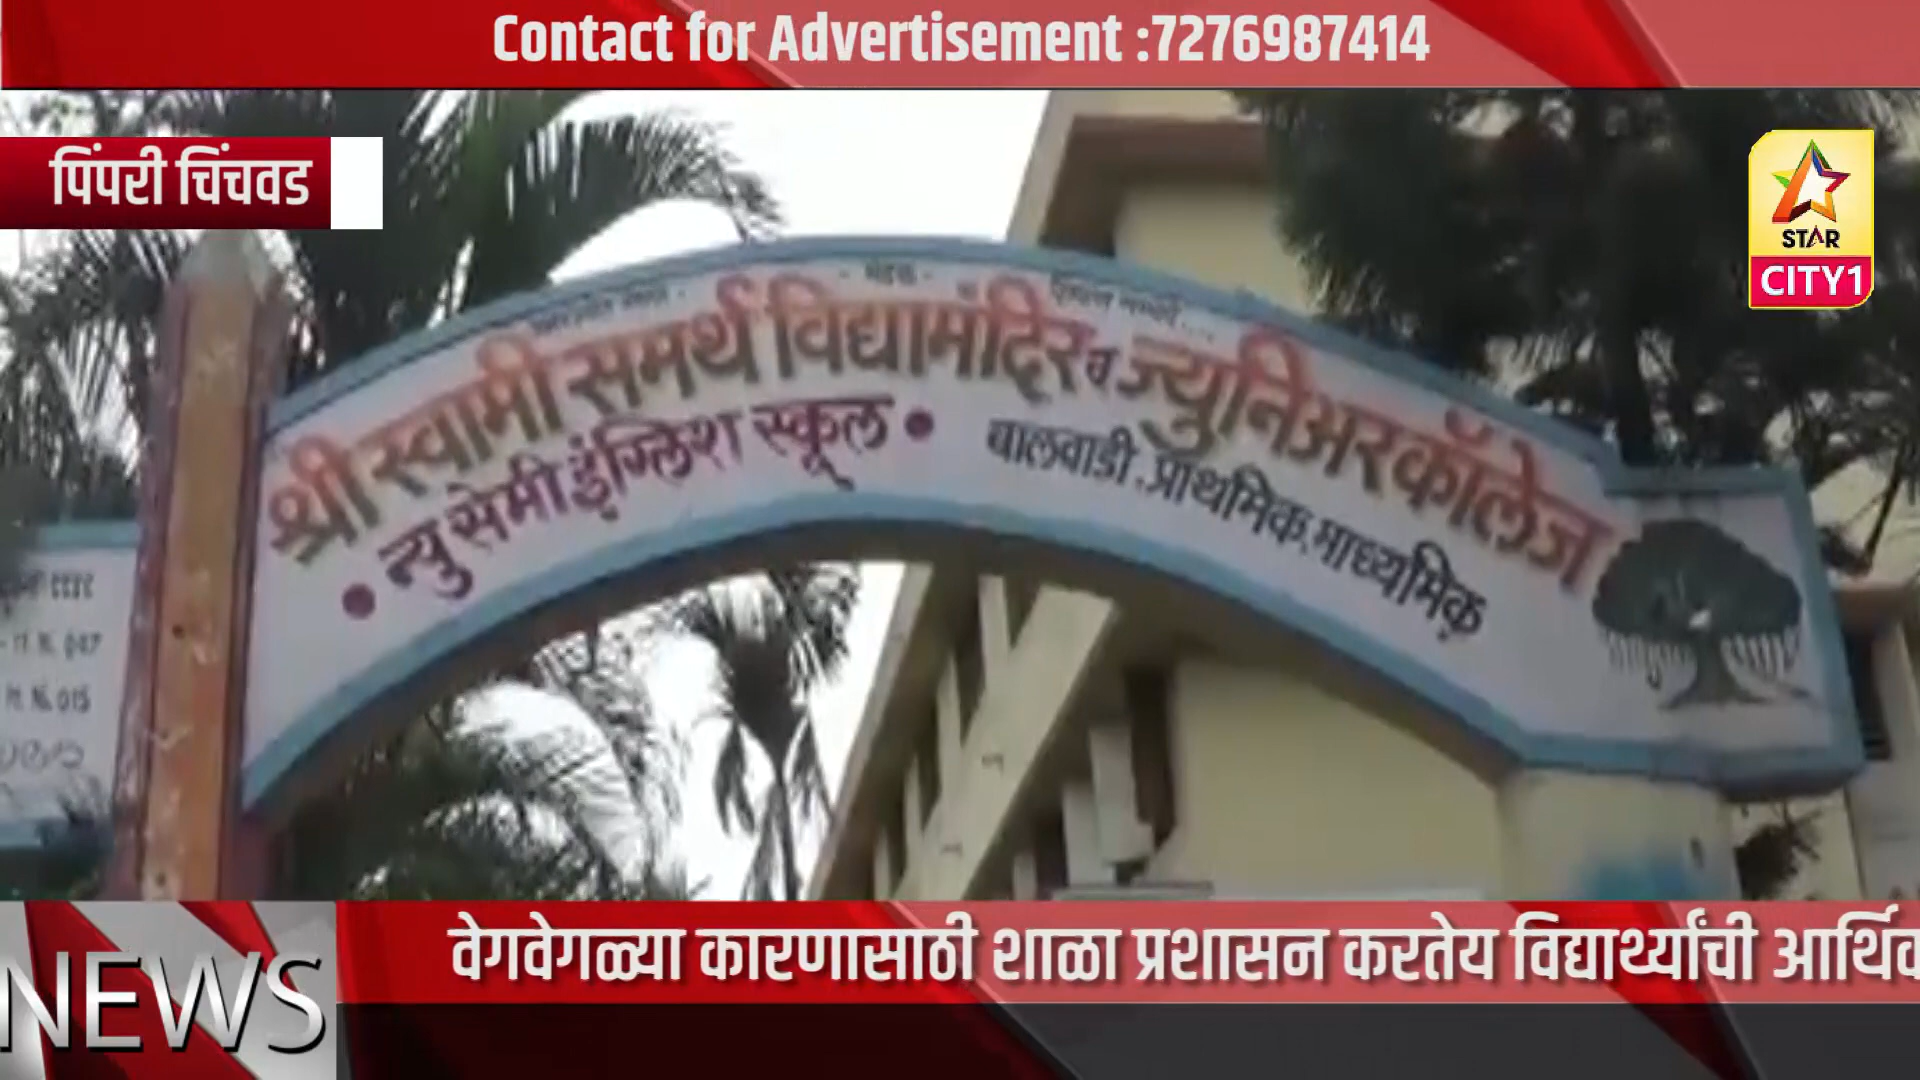 Contact for Advertisement :7276987414
पिंपरी चिंचवड
STAR
CITY1
श्री स्वामी समर्थ विद्यामंदिर व ज्युनिअर कॉलेज
• न्यु सेमी इंग्लिश स्कूल •
बालवाडी. प्राथमिक, माध्यमिक
NEWS
वेगवेगळ्या कारणासाठी शाळा प्रशासन करतेय विद्यार्थ्यांची आर्थिक